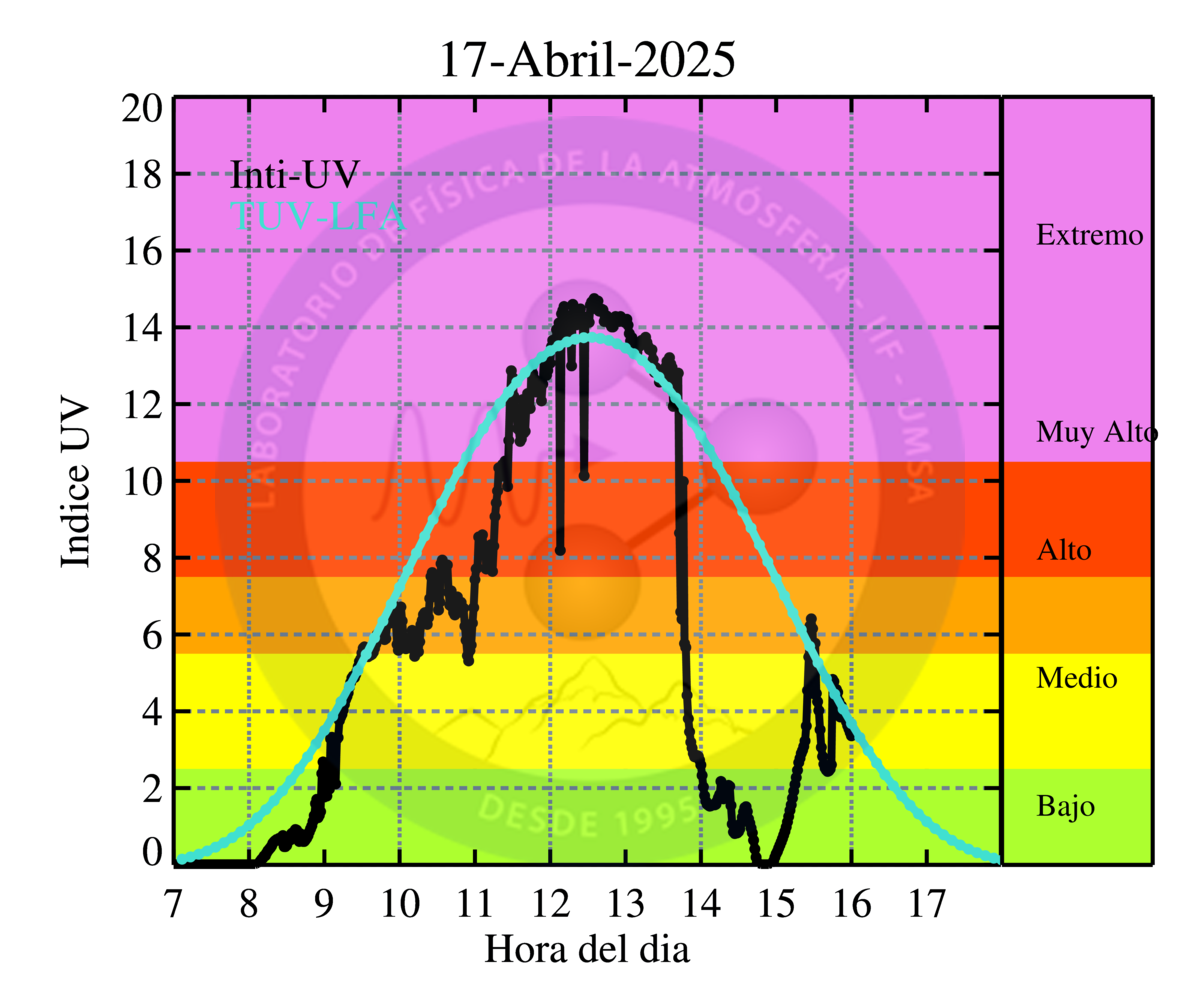 17-Abril-2025
20
18
16
14
12
10
8
6
4
2
0
Indice UV
Inti-UV
TUV-LFA
LABORATORIO DE FÍSICA DE LA ATMÓSFERA - IIF - UMSA
DESDE 1995
Extremo
Muy Alto
Alto
Medio
Bajo
7 8 9 10 11 12 13 14 15 16 17
Hora del dia